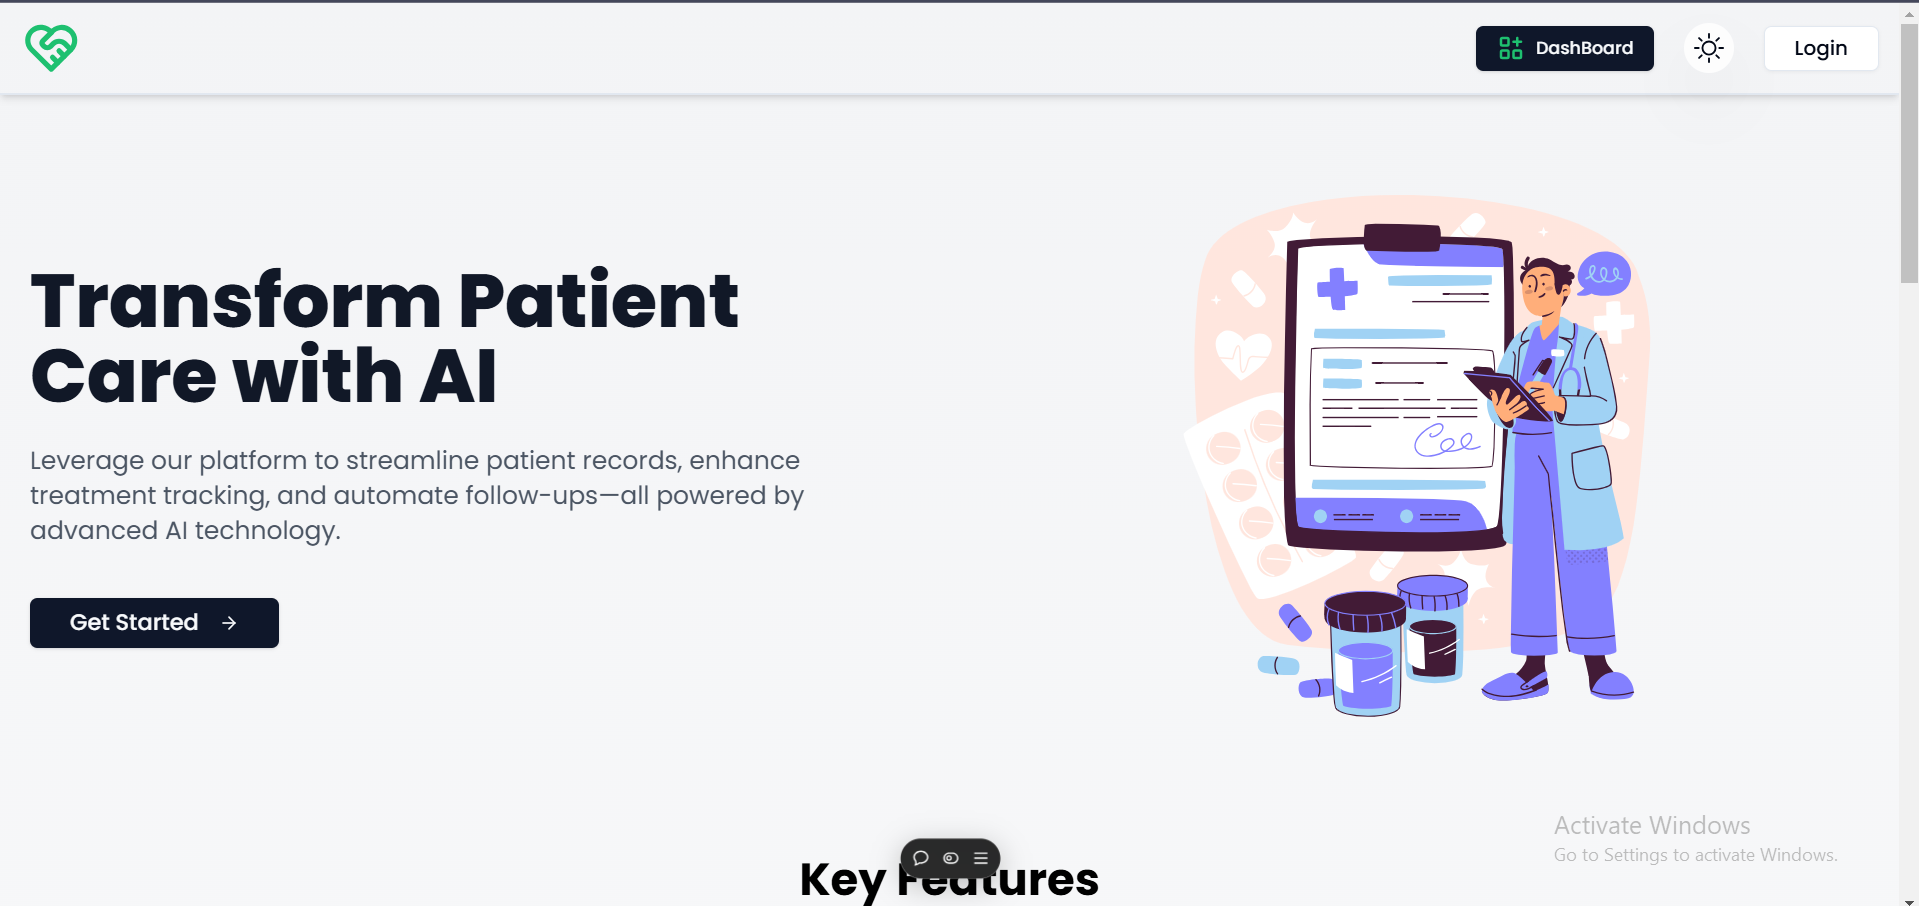 DashBoard
Login
Transform Patient
Care with AI
Leverage our platform to streamline patient records, enhance
treatment tracking, and automate follow-ups—all powered by
advanced AI technology.
Get Started →
Activate Windows
Go to Settings to activate Windows.
Key Features